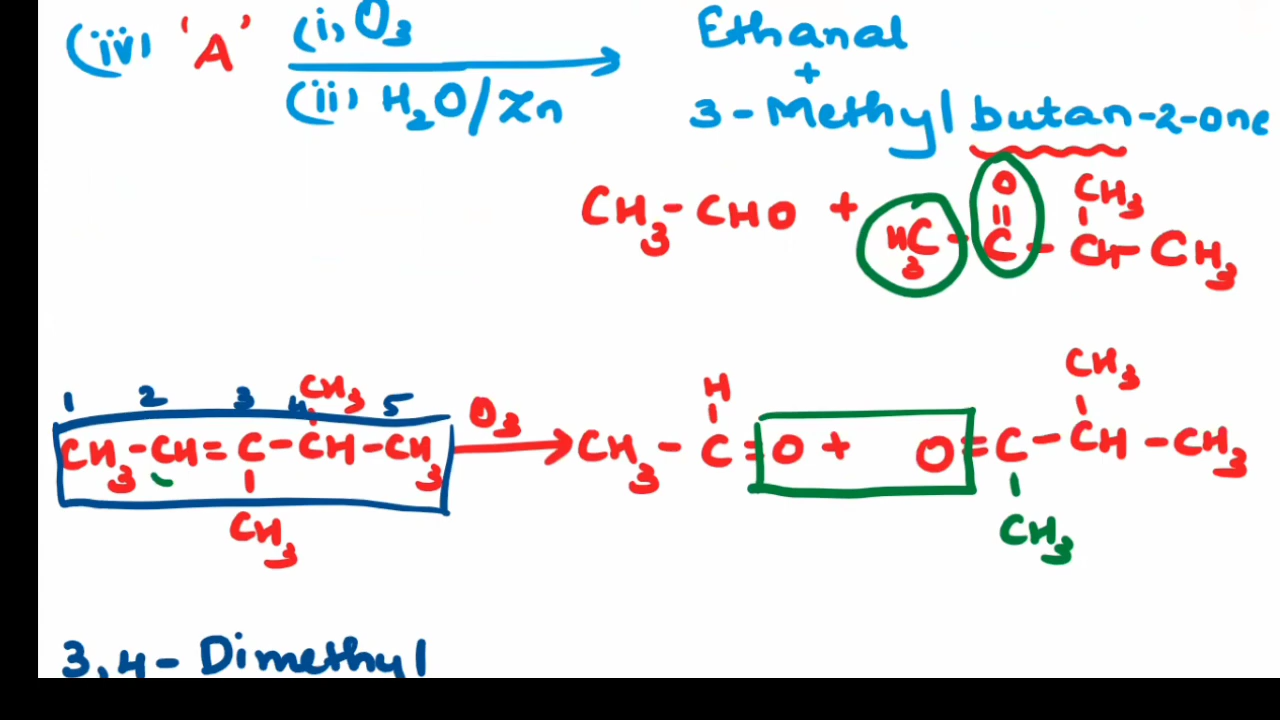 (iv) 'A' (i) O₃ Ethanal
(ii) H₂O/Zn +
3-Methyl butan-2-one
O CH₃
CH₃-CHO + H₃C-C-CH-CH₃
CH₃ H CH₃
1 2 3 4 5
CH₃-CH=C-CH-CH₃ O₃ CH₃-C=O + O=C-CH-CH₃
CH₃ CH₃
3,4-Dimethyl